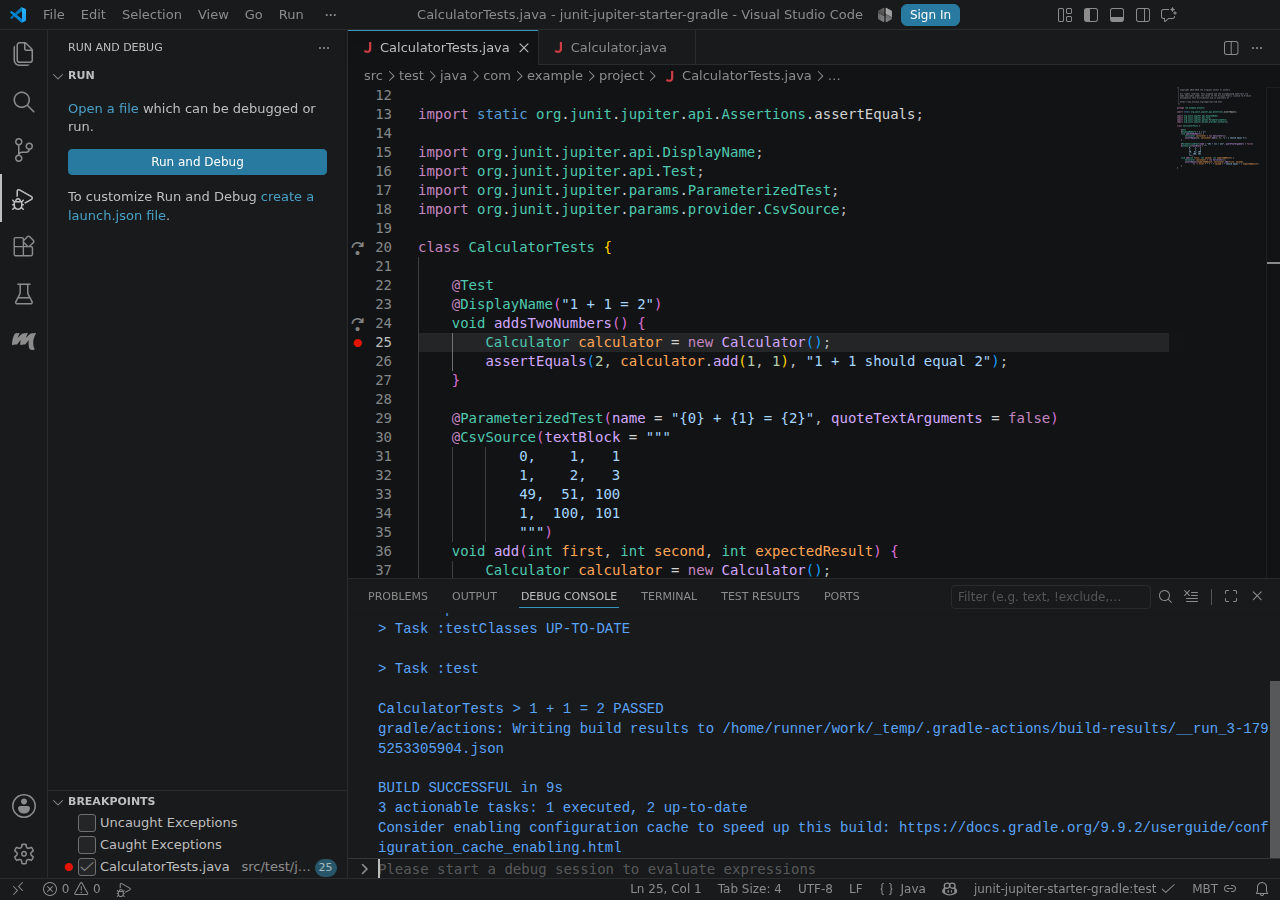 File Edit Selection View Go Run ··· CalculatorTests.java - junit-jupiter-starter-gradle - Visual Studio Code Sign In
RUN AND DEBUG
RUN
Open a file which can be debugged or
run.
Run and Debug
To customize Run and Debug create a
launch.json file.
BREAKPOINTS
Uncaught Exceptions
Caught Exceptions
CalculatorTests.java src/test/j... 25
CalculatorTests.java Calculator.java
src > test > java > com > example > project > CalculatorTests.java > ...
12
13 import static org.junit.jupiter.api.Assertions.assertEquals;
14
15 import org.junit.jupiter.api.DisplayName;
16 import org.junit.jupiter.api.Test;
17 import org.junit.jupiter.params.ParameterizedTest;
18 import org.junit.jupiter.params.provider.CsvSource;
19
20 class CalculatorTests {
21
22 @Test
23 @DisplayName("1 + 1 = 2")
24 void addsTwoNumbers() {
25 Calculator calculator = new Calculator();
26 assertEquals(2, calculator.add(1, 1), "1 + 1 should equal 2");
27 }
28
29 @ParameterizedTest(name = "{0} + {1} = {2}", quoteTextArguments = false)
30 @CsvSource(textBlock = """
31 0, 1, 1
32 1, 2, 3
33 49, 51, 100
34 1, 100, 101
35 """)
36 void add(int first, int second, int expectedResult) {
37 Calculator calculator = new Calculator();
PROBLEMS OUTPUT DEBUG CONSOLE TERMINAL TEST RESULTS PORTS Filter (e.g. text, !exclude,...
> Task :testClasses UP-TO-DATE
> Task :test
CalculatorTests > 1 + 1 = 2 PASSED
gradle/actions: Writing build results to /home/runner/work/_temp/.gradle-actions/build-results/__run_3-179
5253305904.json
BUILD SUCCESSFUL in 9s
3 actionable tasks: 1 executed, 2 up-to-date
Consider enabling configuration cache to speed up this build: https://docs.gradle.org/9.9.2/userguide/conf
iguration_cache_enabling.html
Please start a debug session to evaluate expressions
0 0 Ln 25, Col 1 Tab Size: 4 UTF-8 LF { } Java junit-jupiter-starter-gradle:test MBT